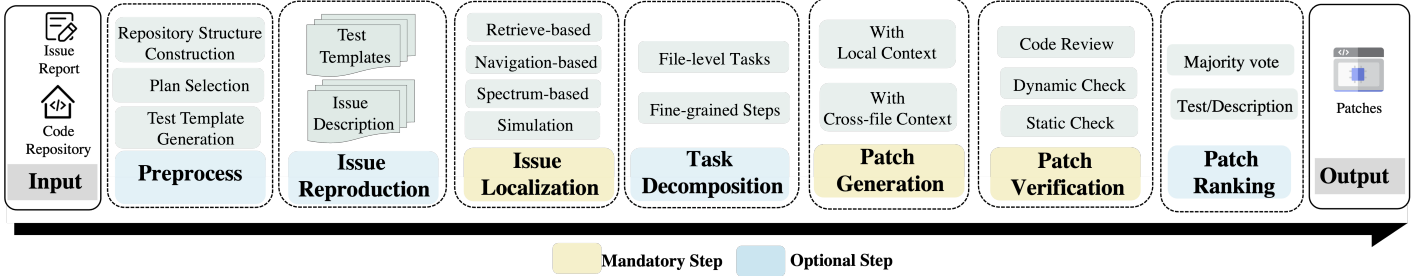 Issue
Report
</>
Code
Repository
Input
Repository Structure
Construction
Plan Selection
Test Template
Generation
Preprocess
Test
Templates
Issue
Description
Issue
Reproduction
Retrieve-based
Navigation-based
Spectrum-based
Simulation
Issue
Localization
File-level Tasks
Fine-grained Steps
Task
Decomposition
With
Local Context
With
Cross-file Context
Patch
Generation
Code Review
Dynamic Check
Static Check
Patch
Verification
Majority vote
Test/Description
Patch
Ranking
</>
Patches
Output
Mandatory Step
Optional Step